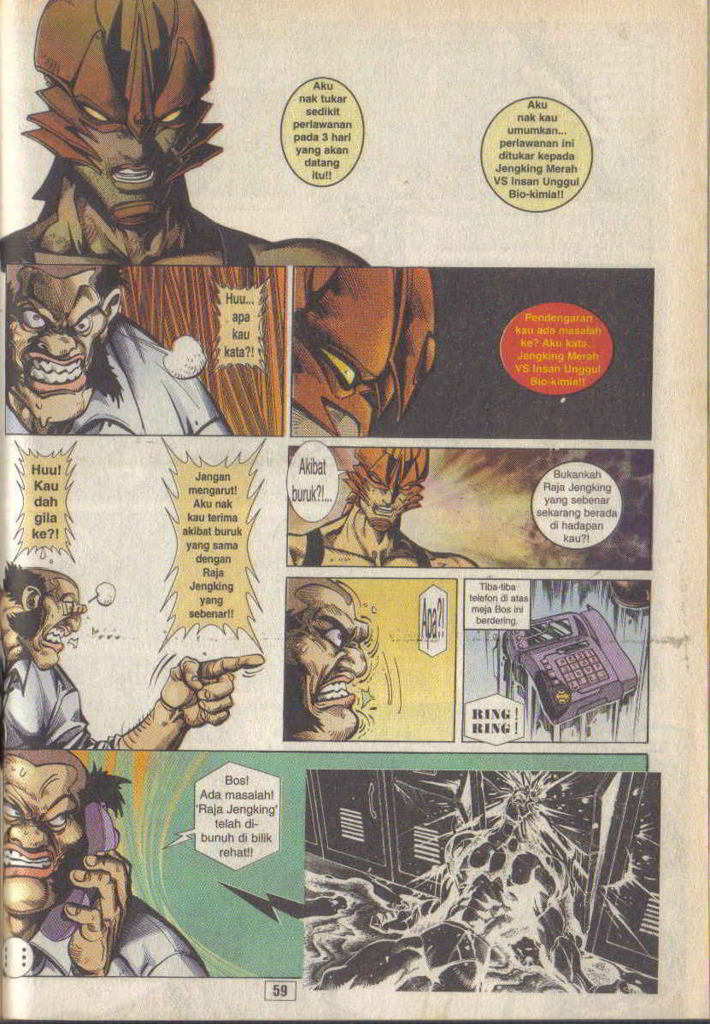 Aku
nak tukar
sedikit
perlawanan
pada 3 hari
yang akan
datang
itu!!
Aku
nak kau
umumkan...
perlawanan ini
ditukar kepada
Jengking Merah
VS Insan Unggul
Bio-kimia!!
Huu...
apa
kau
kata?!
Pendengaran
kau ada masalah
ke? Aku kata...
Jengking Merah
VS Insan Unggul
Bio-kimia!!
Huu!
Kau
dah
gila
ke?!
Jangan
mengarut!
Aku nak
kau terima
akibat buruk
yang sama
dengan
Raja
Jengking
yang
sebenar!!
Akibat
buruk?!...
Bukankah
Raja Jengking
yang sebenar
sekarang berada
di hadapan
kau?!
Apa?!
Tiba-tiba
telefon di atas
meja Bos ini
berdering.
RING!
RING!
Bos!
Ada masalah!
'Raja Jengking'
telah di-
bunuh di bilik
rehat!!
...
...
59